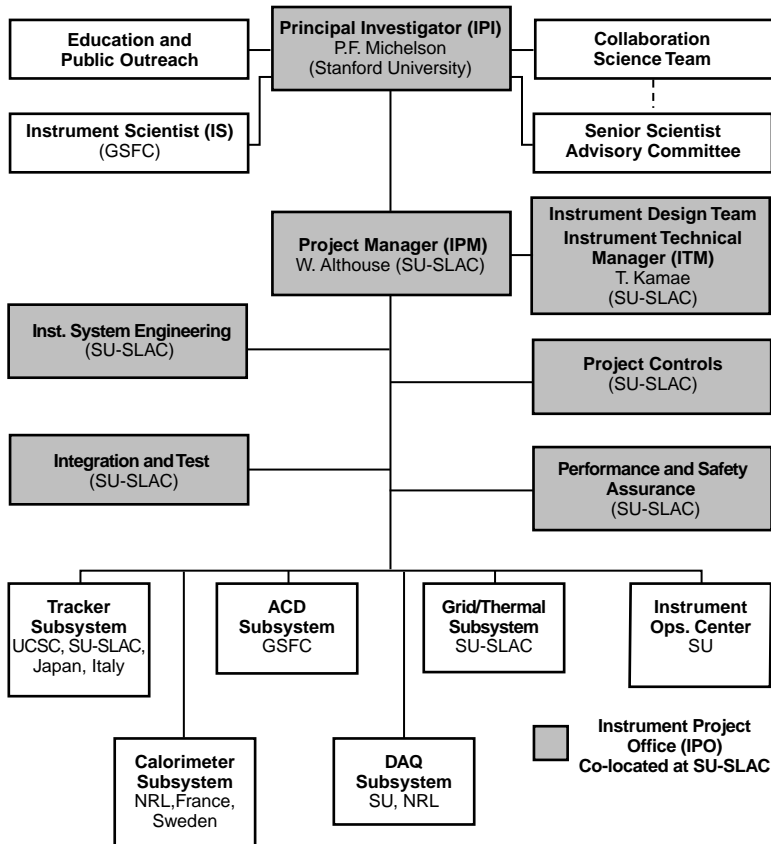 Education and
Public Outreach
Principal Investigator (IPI)
P.F. Michelson
(Stanford University)
Collaboration
Science Team
Instrument Scientist (IS)
(GSFC)
Senior Scientist
Advisory Committee
Project Manager (IPM)
W. Althouse (SU-SLAC)
Instrument Design Team
Instrument Technical
Manager (ITM)
T. Kamae
(SU-SLAC)
Inst. System Engineering
(SU-SLAC)
Project Controls
(SU-SLAC)
Integration and Test
(SU-SLAC)
Performance and Safety
Assurance
(SU-SLAC)
Tracker
Subsystem
UCSC, SU-SLAC,
Japan, Italy
ACD
Subsystem
GSFC
Grid/Thermal
Subsystem
SU-SLAC
Instrument
Ops. Center
SU
Calorimeter
Subsystem
NRL,France,
Sweden
DAQ
Subsystem
SU, NRL
Instrument Project
Office (IPO)
Co-located at SU-SLAC